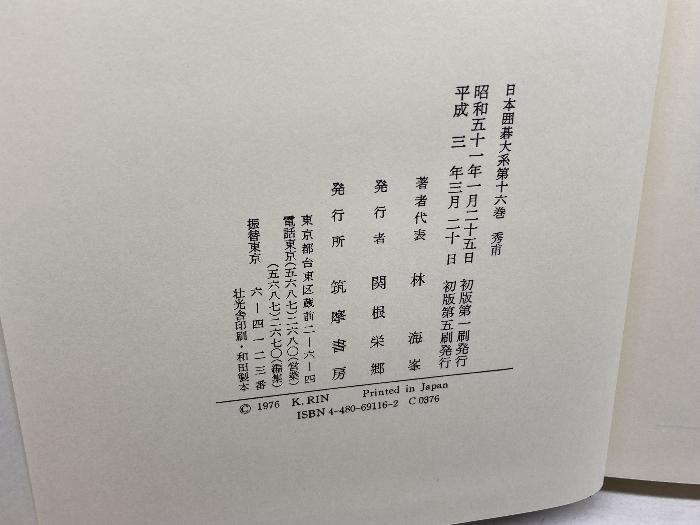 日本囲碁大系第十六巻 秀甫
昭和五十一年一月二十五日 初版第一刷発行
平成 三 年三月 二十 日 初版第五刷発行
著者代表 林 海峯
発行者 関根栄郷
発行所 筑摩書房
東京都台東区蔵前二―六―四
電話東京(五六八七)二六八〇(営業)
(五六八七)二六七〇(編集)
振替東京 六―四一二三番
壮光舎印刷・和田製本
© 1976 K. RIN Printed in Japan
ISBN 4-480-69116-2 C 0376